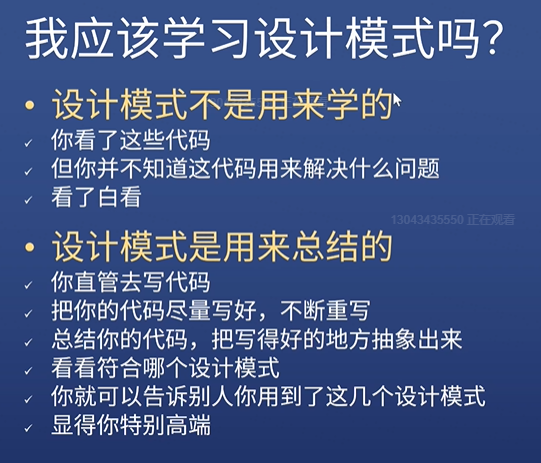 我应该学习设计模式吗?
• 设计模式不是用来学的
✓ 你看了这些代码
✓ 但你并不知道这代码用来解决什么问题
✓ 看了白看
13043435550 正在观看
• 设计模式是用来总结的
✓ 你直管去写代码
✓ 把你的代码尽量写好，不断重写
✓ 总结你的代码，把写得好的地方抽象出来
✓ 看看符合哪个设计模式
✓ 你就可以告诉别人你用到了这几个设计模式
✓ 显得你特别高端